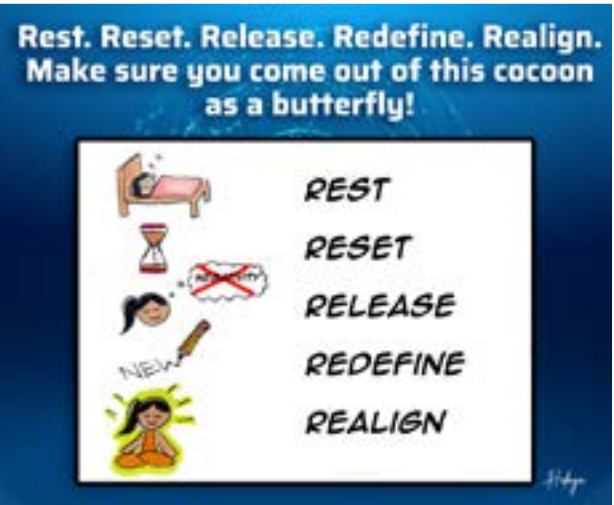 Rest. Reset. Release. Redefine. Realign.
Make sure you come out of this cocoon
as a butterfly!
REST
RESET
RELEASE
NEW
REDEFINE
REALIGN